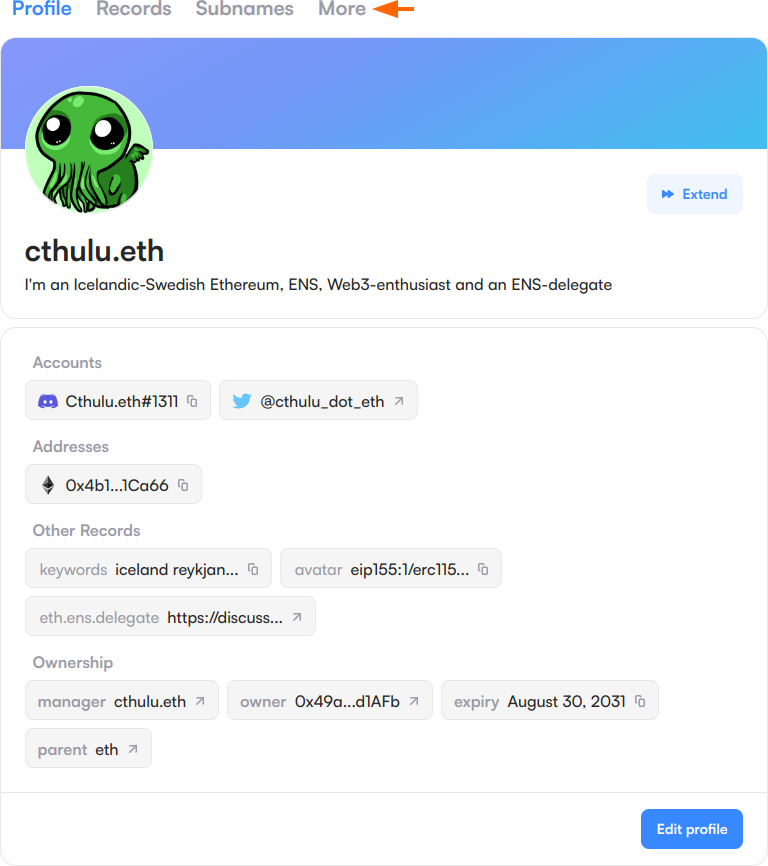 Profile Records Subnames More
Extend
cthulu.eth
I'm an Icelandic-Swedish Ethereum, ENS, Web3-enthusiast and an ENS-delegate
Accounts
Cthulu.eth#1311 @cthulu_dot_eth
Addresses
0x4b1...1Ca66
Other Records
keywords iceland reykjan... avatar eip155:1/erc115...
eth.ens.delegate https://discuss...
Ownership
manager cthulu.eth owner 0x49a...d1AFb expiry August 30, 2031
parent eth
Edit profile